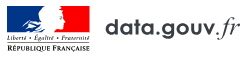 Liberté • Égalité • Fraternité
RÉPUBLIQUE FRANÇAISE
data.gouv.fr